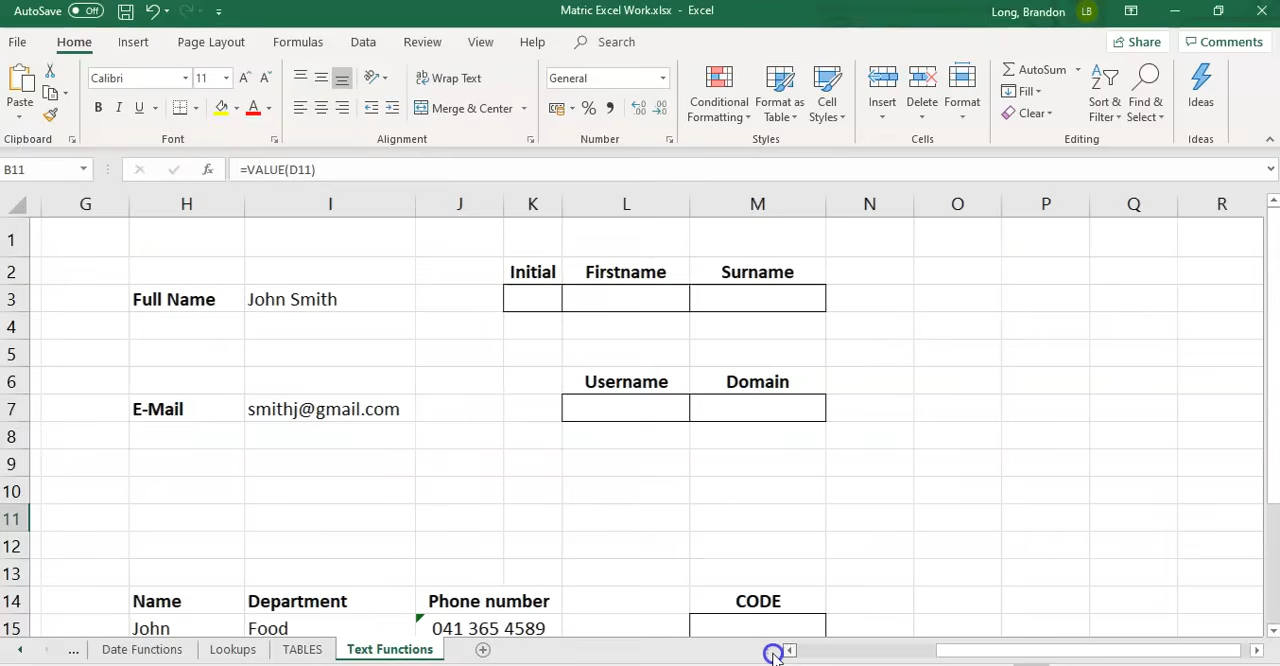 AutoSave Off Matric Excel Work.xlsx - Excel Long, Brandon LB
File Home Insert Page Layout Formulas Data Review View Help Search Share Comments
Paste Calibri 11 Wrap Text General Conditional Formatting Format as Table Cell Styles Insert Delete Format AutoSum Sort & Filter Find & Select Ideas
B I U Merge & Center % Fill
Clear
Clipboard Font Alignment Number Styles Cells Editing Ideas
B11 fx =VALUE(D11)
G H I J K L M N O P Q R
1
2 Initial Firstname Surname
3 Full Name John Smith
4
5
6 Username Domain
7 E-Mail smithj@gmail.com
8
9
10
11
12
13
14 Name Department Phone number CODE
15 John Food 041 365 4589
... Date Functions Lookups TABLES Text Functions